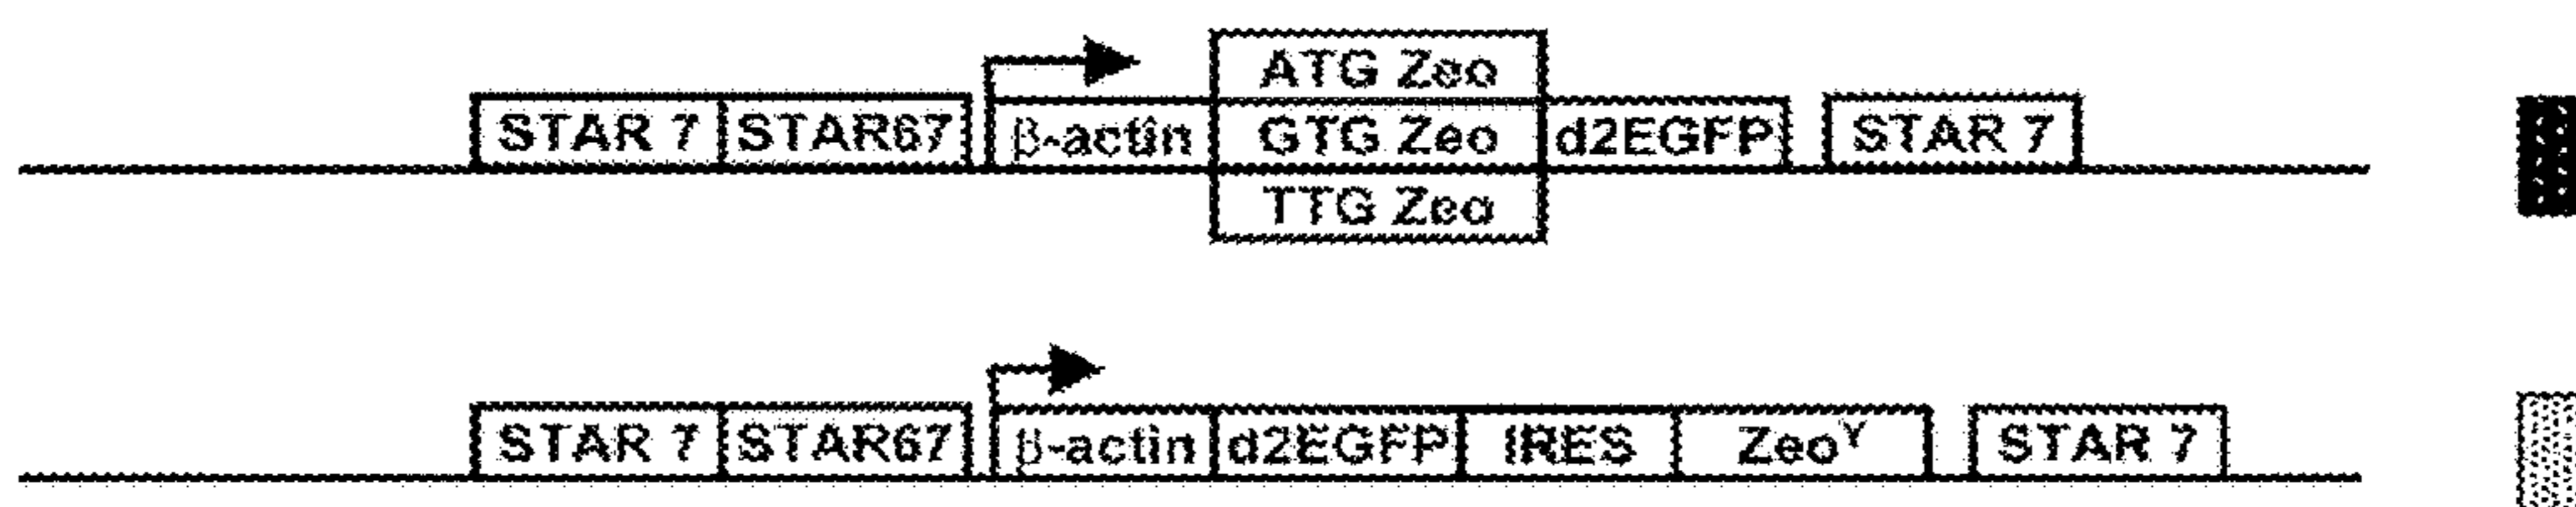 ATG Zeo
STAR 7 STAR67 β-actin GTG Zeo d2EGFP STAR 7
TTG Zeo
STAR 7 STAR67 β-actin d2EGFP IRES Zeoʳ STAR 7